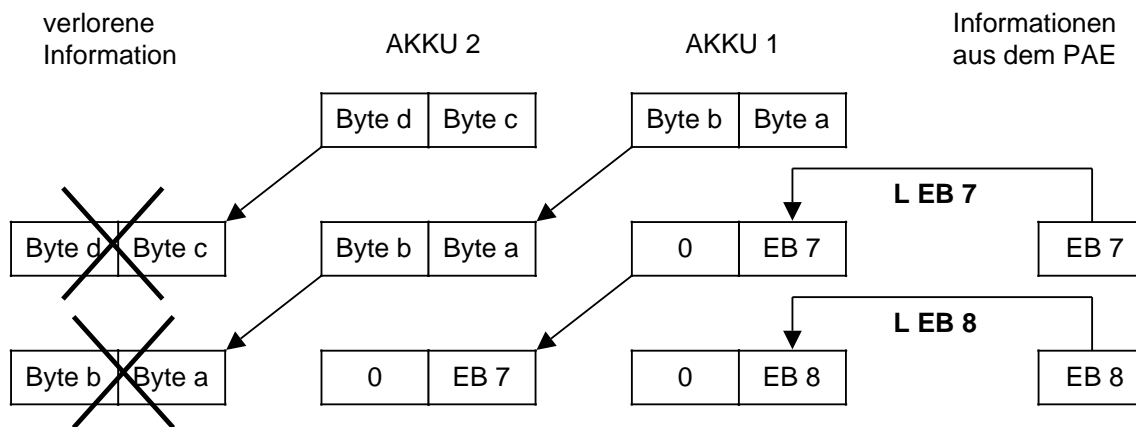 verlorene
Information
AKKU 2
AKKU 1
Informationen
aus dem PAE
Byte d Byte c
Byte b Byte a
L EB 7
Byte d Byte c
Byte b Byte a
0 EB 7
EB 7
L EB 8
Byte b Byte a
0 EB 7
0 EB 8
EB 8